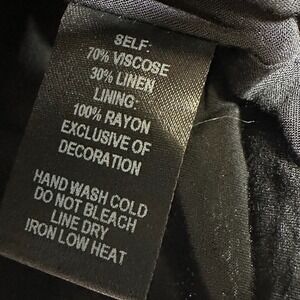 SELF:
70% VISCOSE
30% LINEN
LINING:
100% RAYON
EXCLUSIVE OF
DECORATION
HAND WASH COLD
DO NOT BLEACH
LINE DRY
IRON LOW HEAT